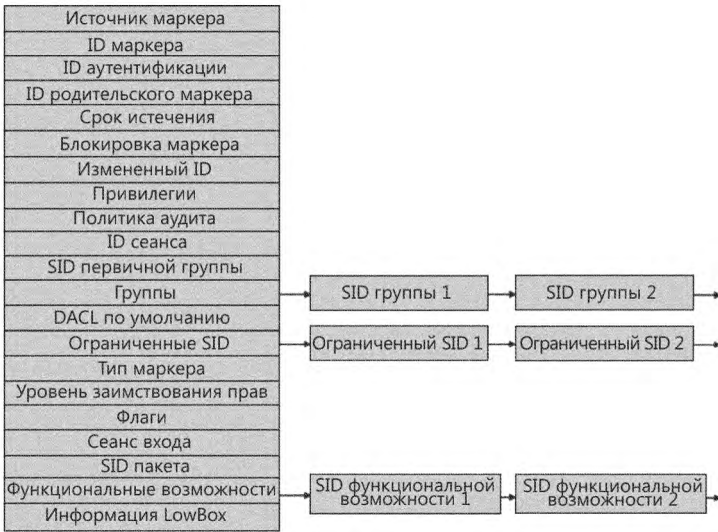 Источник маркера
ID маркера
ID аутентификации
ID родительского маркера
Срок истечения
Блокировка маркера
Измененный ID
Привилегии
Политика аудита
ID сеанса
SID первичной группы
Группы
SID группы 1
SID группы 2
DACL по умолчанию
Ограниченные SID
Ограниченный SID 1
Ограниченный SID 2
Тип маркера
Уровень заимствования прав
Флаги
Сеанс входа
SID пакета
Функциональные возможности
SID функциональной
возможности 1
SID функциональной
возможности 2
Информация LowBox